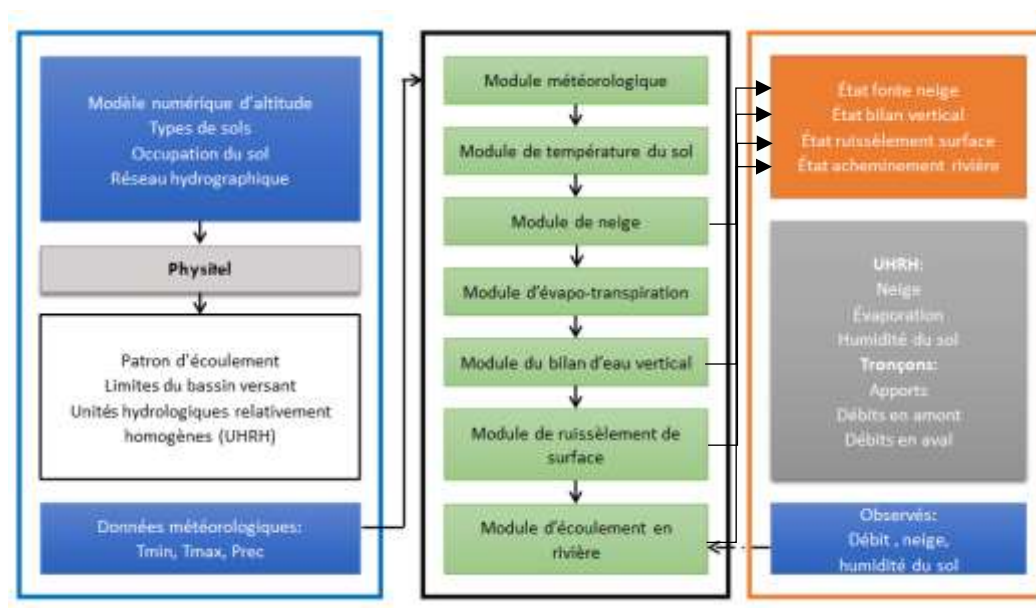 Modèle numérique d'altitude
Types de sols
Occupation du sol
Réseau hydrographique
Physitel
Patron d'écoulement
Limites du bassin versant
Unités hydrologiques relativement
homogènes (UHRH)
Données météorologiques:
Tmin, Tmax, Prec
Module météorologique
Module de température du sol
Module de neige
Module d'évapo-transpiration
Module du bilan d'eau vertical
Module de ruissèlement de
surface
Module d'écoulement en
rivière
État fonte neige
État bilan vertical
État ruissèlement surface
État acheminement rivière
UHRH:
Neige
Évaporation
Humidité du sol
Tronçons:
Apports
Débits en amont
Débits en aval
Observés:
Débit , neige,
humidité du sol